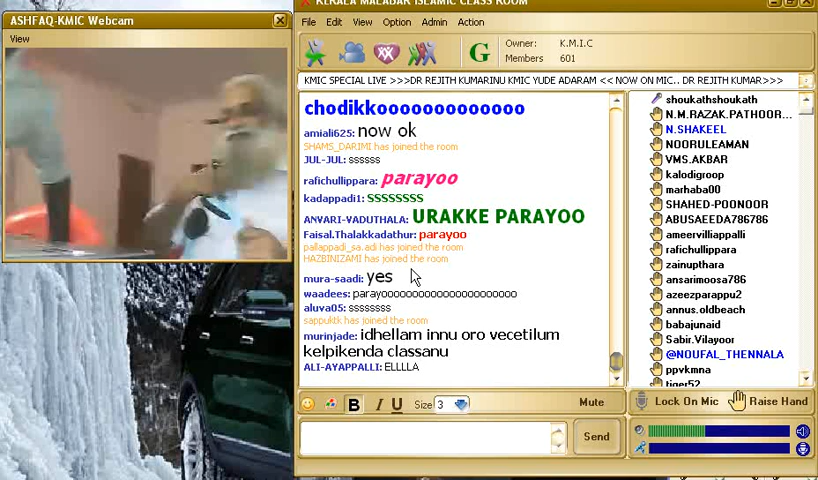 KERALA MALABAR ISLAMIC CLASS ROOM
ASHFAQ-KMIC Webcam
View
File Edit View Option Admin Action
G
Owner: K.M.I.C
Members 601
KMIC SPECIAL LIVE >>>DR REJITH KUMARINU KMIC YUDE ADARAM << NOW ON MIC.. DR REJITH KUMAR>>>
chodikkooooooooooooo
amiali625: now ok
SHAMS_DARIMI has joined the room
JUL-JUL: ssssss
rafichullippara: parayoo
kadappadi1: SSSSSSSS
ANVARI-VADUTHALA: URAKKE PARAYOO
Faisal.Thalakkadathur: parayoo
pallappadi_sa.adi has joined the room
HAZBINIZAMI has joined the room
mura-saadi: yes
waadees: parayoooooooooooooooooooooo
aluva05: ssssssss
sappuktk has joined the room
murinjade: idhellam innu oro vecetilum
kelpikenda classanu
ALI-AYAPPALLI: ELLLLA
shoukathshoukath
N.M.RAZAK.PATHOOR...
N.SHAKEEL
NOORULEAMAN
VMS.AKBAR
kalodigroop
marhaba00
SHAHED-POONOOR
ABUSAEEDA786786
ameervilliappalli
rafichullippara
zainupthara
ansarimoosa786
azeezparappu2
annus.oldbeach
babajunaid
Sabir.Vilayoor
@NOUFAL_THENNALA
ppvkmna
tiger52
B I U Size 3 Mute
Lock On Mic Raise Hand
Send